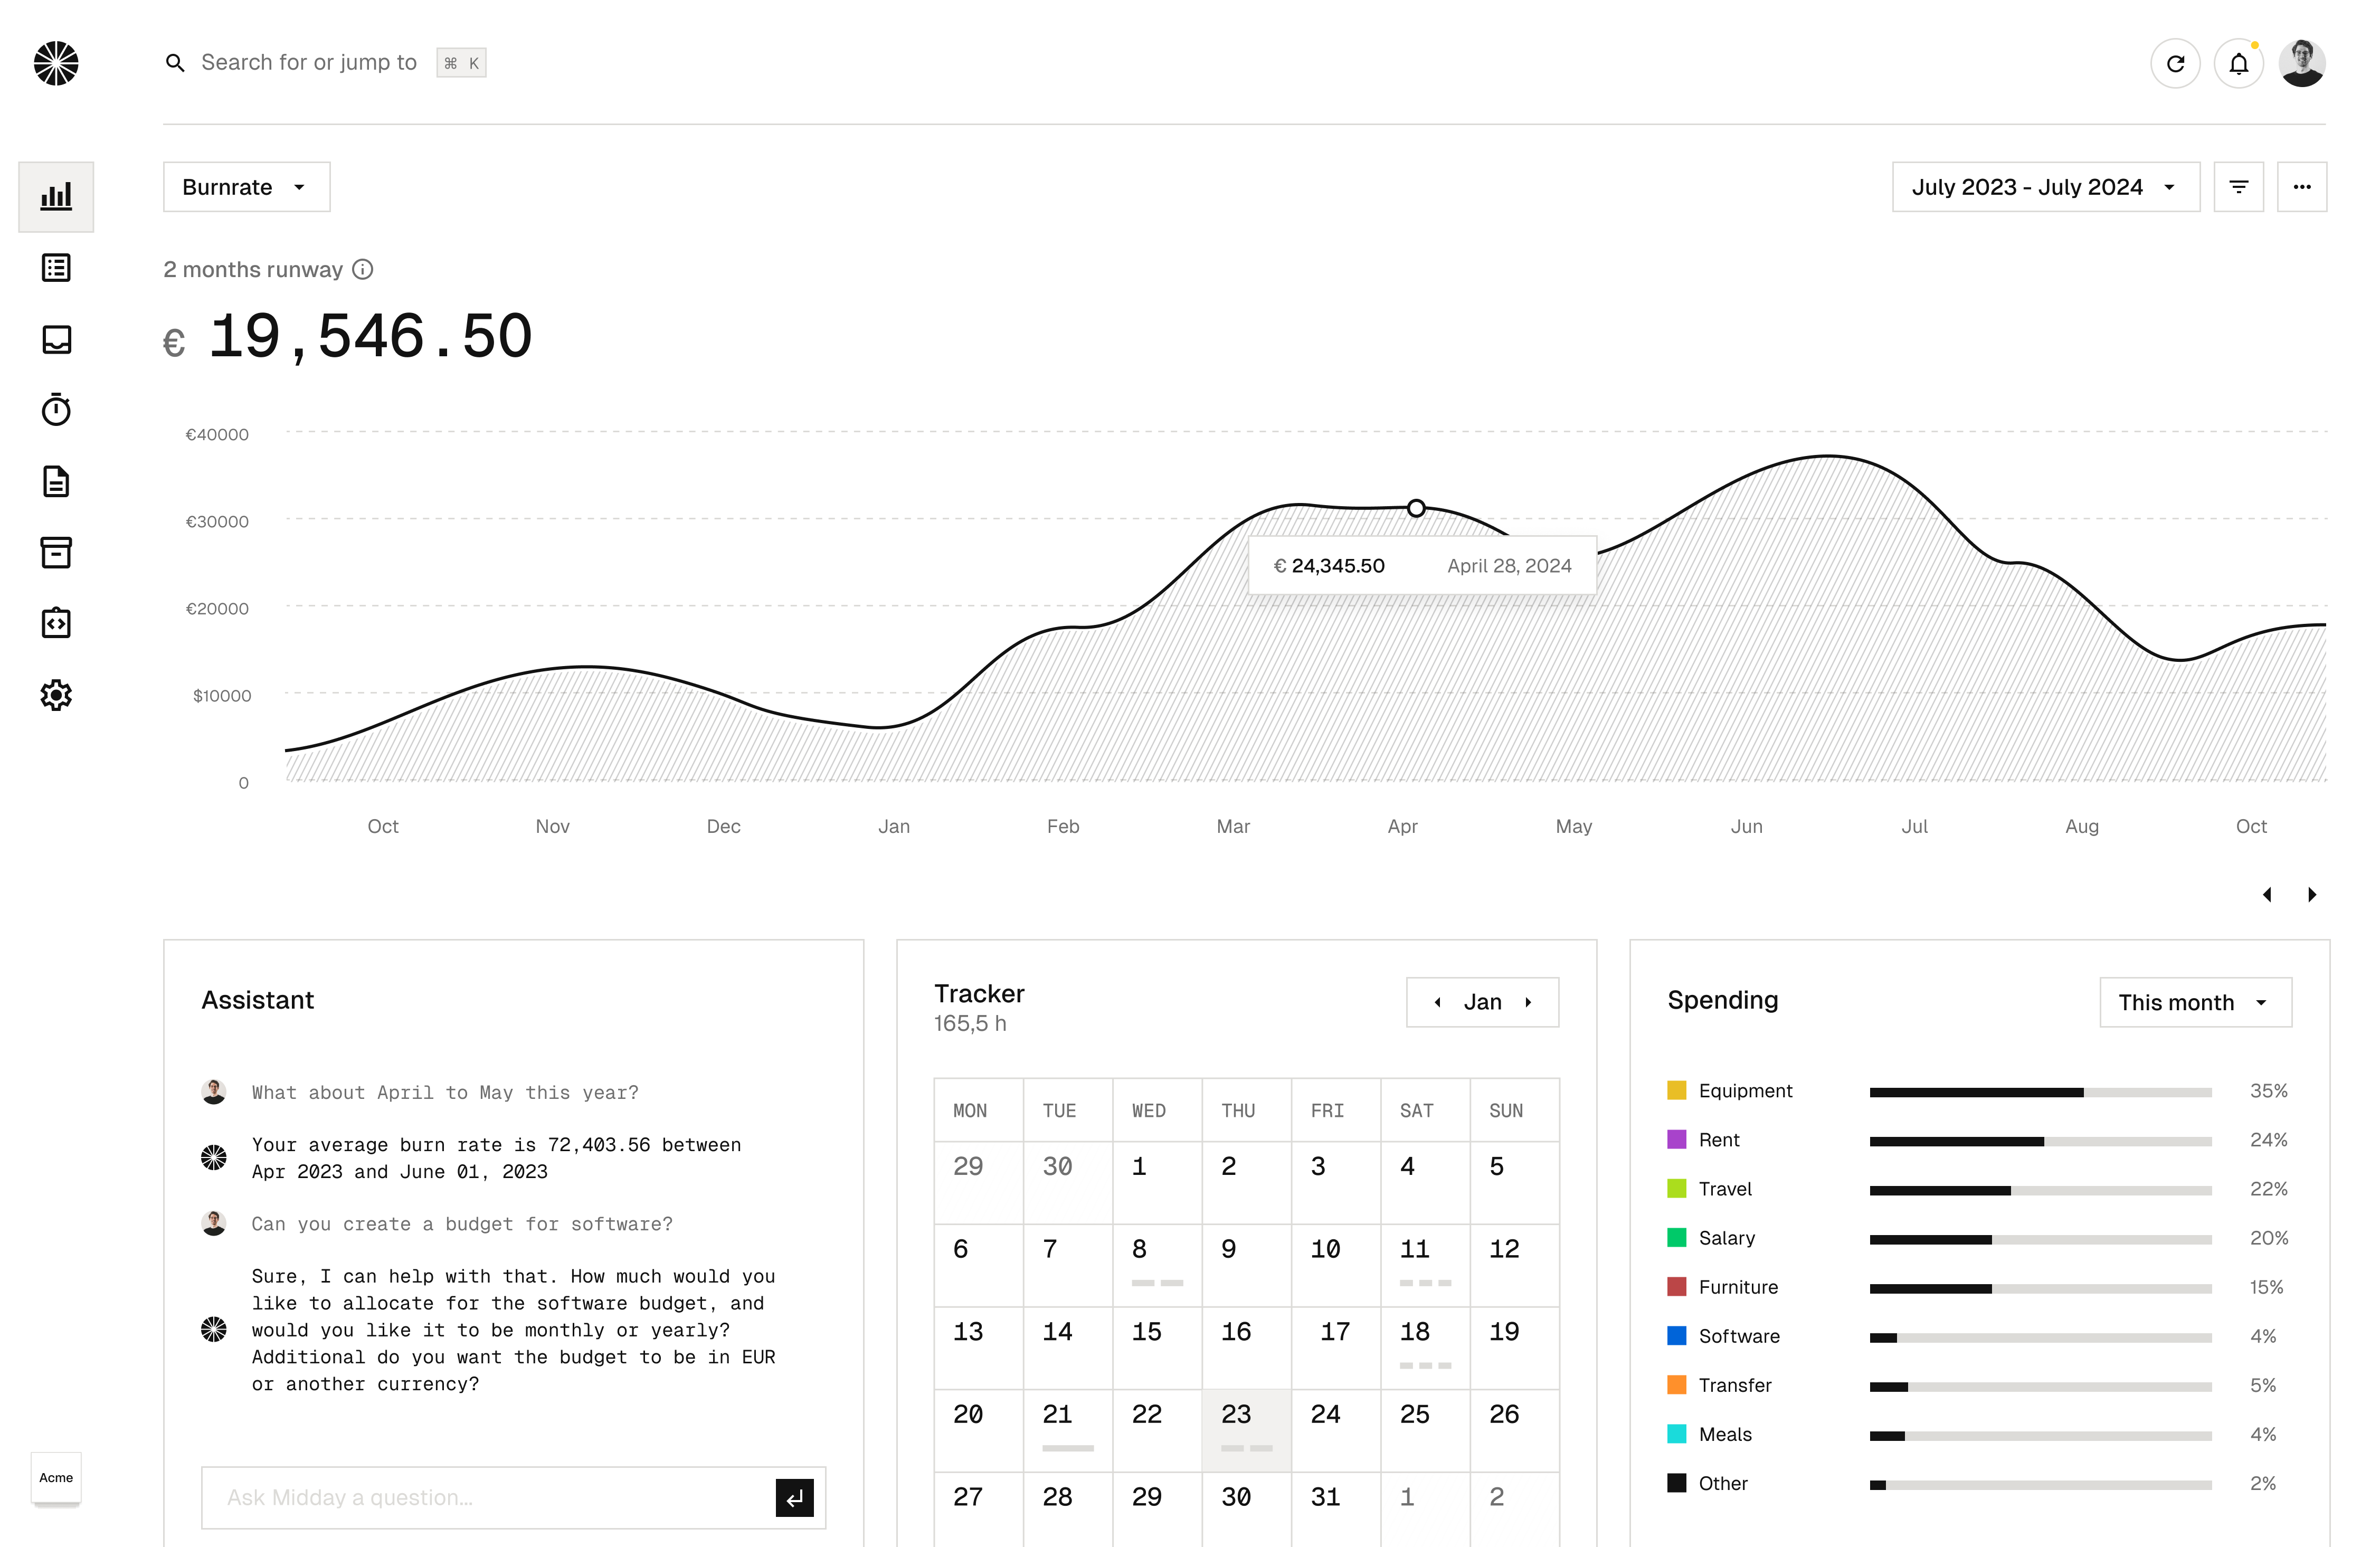 Search for or jump to ⌘ K
Burnrate
July 2023 - July 2024
2 months runway
€ 19,546.50
€40000
€30000
€20000
$10000
0
€ 24,345.50 April 28, 2024
Oct Nov Dec Jan Feb Mar Apr May Jun Jul Aug Oct
Assistant
What about April to May this year?
Your average burn rate is 72,403.56 between
Apr 2023 and June 01, 2023
Can you create a budget for software?
Sure, I can help with that. How much would you
like to allocate for the software budget, and
would you like it to be monthly or yearly?
Additional do you want the budget to be in EUR
or another currency?
Ask Midday a question...
Tracker
165,5 h
Jan
MON TUE WED THU FRI SAT SUN
29 30 1 2 3 4 5
6 7 8 9 10 11 12
13 14 15 16 17 18 19
20 21 22 23 24 25 26
27 28 29 30 31 1 2
Spending
This month
Equipment 35%
Rent 24%
Travel 22%
Salary 20%
Furniture 15%
Software 4%
Transfer 5%
Meals 4%
Other 2%
Acme